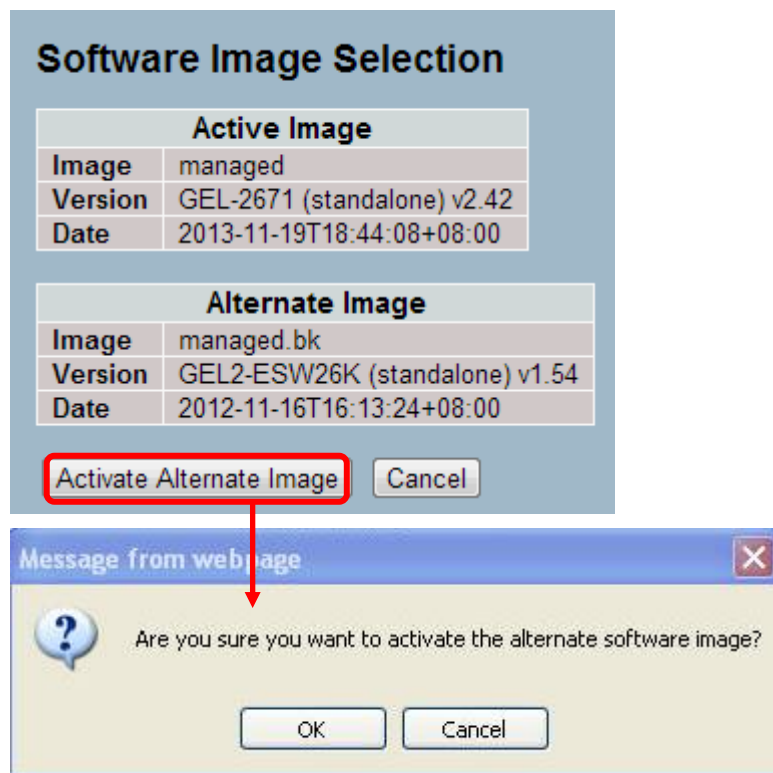 Software Image Selection
Active Image
Image managed
Version GEL-2671 (standalone) v2.42
Date 2013-11-19T18:44:08+08:00
Alternate Image
Image managed.bk
Version GEL2-ESW26K (standalone) v1.54
Date 2012-11-16T16:13:24+08:00
Activate Alternate Image Cancel
Message from webpage
Are you sure you want to activate the alternate software image?
OK Cancel